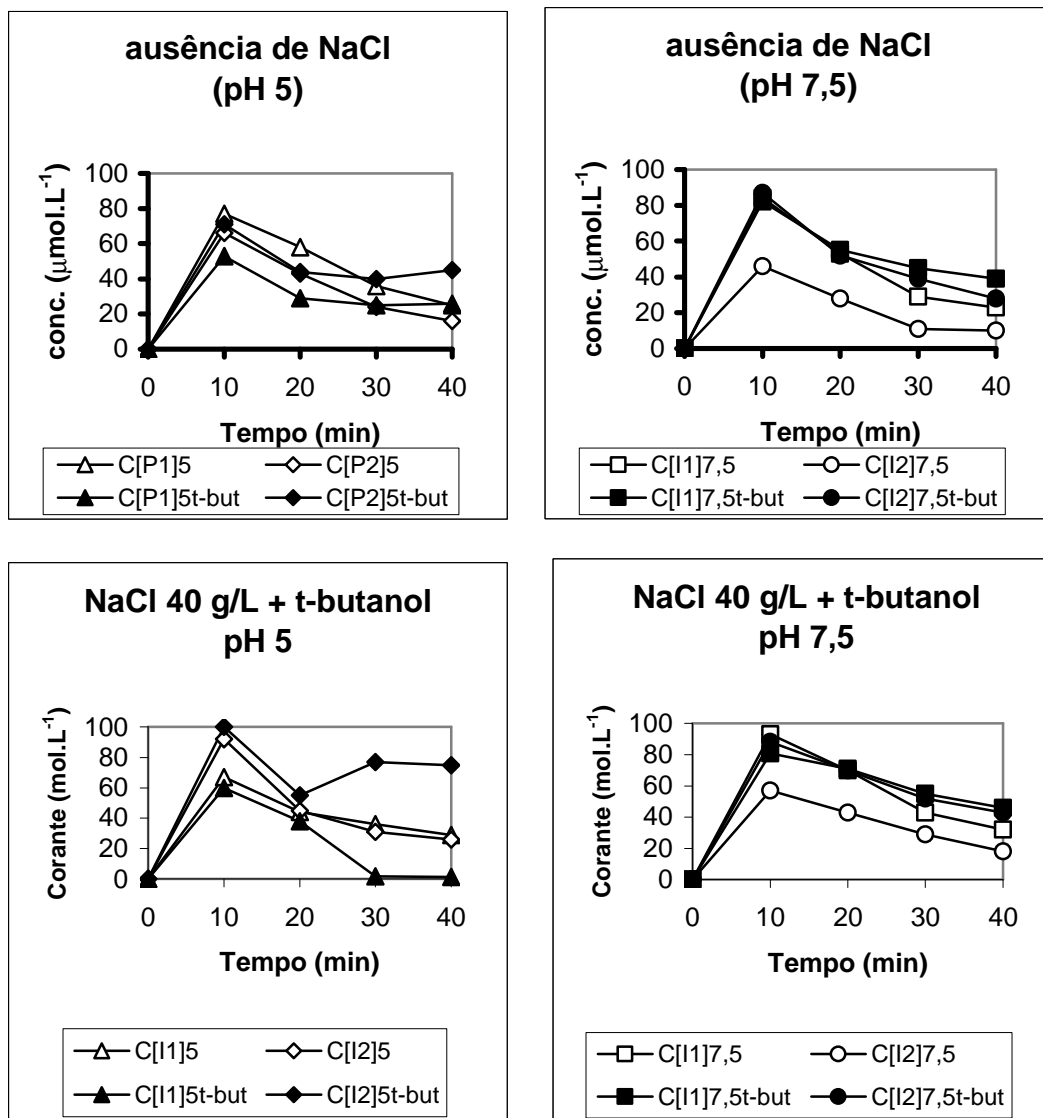 ausência de NaCl
(pH 5)
conc. (μmol.L-1)
100
80
60
40
20
0
0 10 20 30 40
Tempo (min)
C[P1]5 C[P2]5
C[P1]5t-but C[P2]5t-but
ausência de NaCl
(pH 7,5)
conc. (μmol.L-1)
100
80
60
40
20
0
0 10 20 30 40
Tempo (min)
C[I1]7,5 C[I2]7,5
C[I1]7,5t-but C[I2]7,5t-but
NaCl 40 g/L + t-butanol
pH 5
Corante (mol.L-1)
100
80
60
40
20
0
0 10 20 30 40
Tempo (min)
C[I1]5 C[I2]5
C[I1]5t-but C[I2]5t-but
NaCl 40 g/L + t-butanol
pH 7,5
Corante (mol.L-1)
100
80
60
40
20
0
0 10 20 30 40
Tempo (min)
C[I1]7,5 C[I2]7,5
C[I1]7,5t-but C[I2]7,5t-but